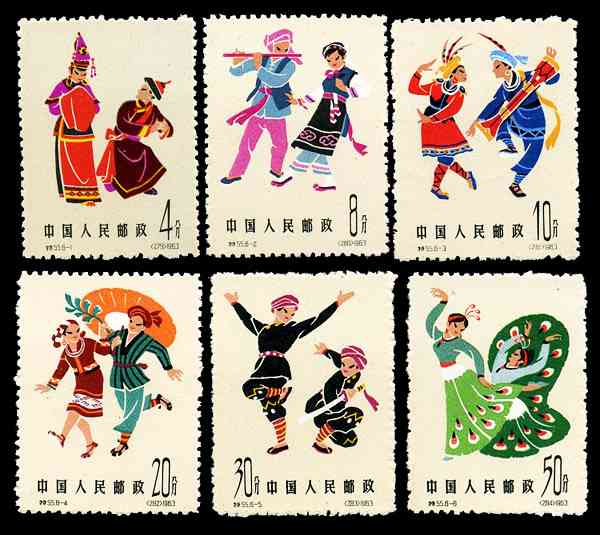 4分
中国人民邮政
特55.6-1 (279)1963
8分
中国人民邮政
特55.6-2 (280)1963
10分
中国人民邮政
特55.6-3 (281)1963
20分
中国人民邮政
特55.6-4 (282)1963
30分 中国人民邮政
特55.6-5 (283)1963
中国人民邮政 50分
特55.6-6 (284)1963